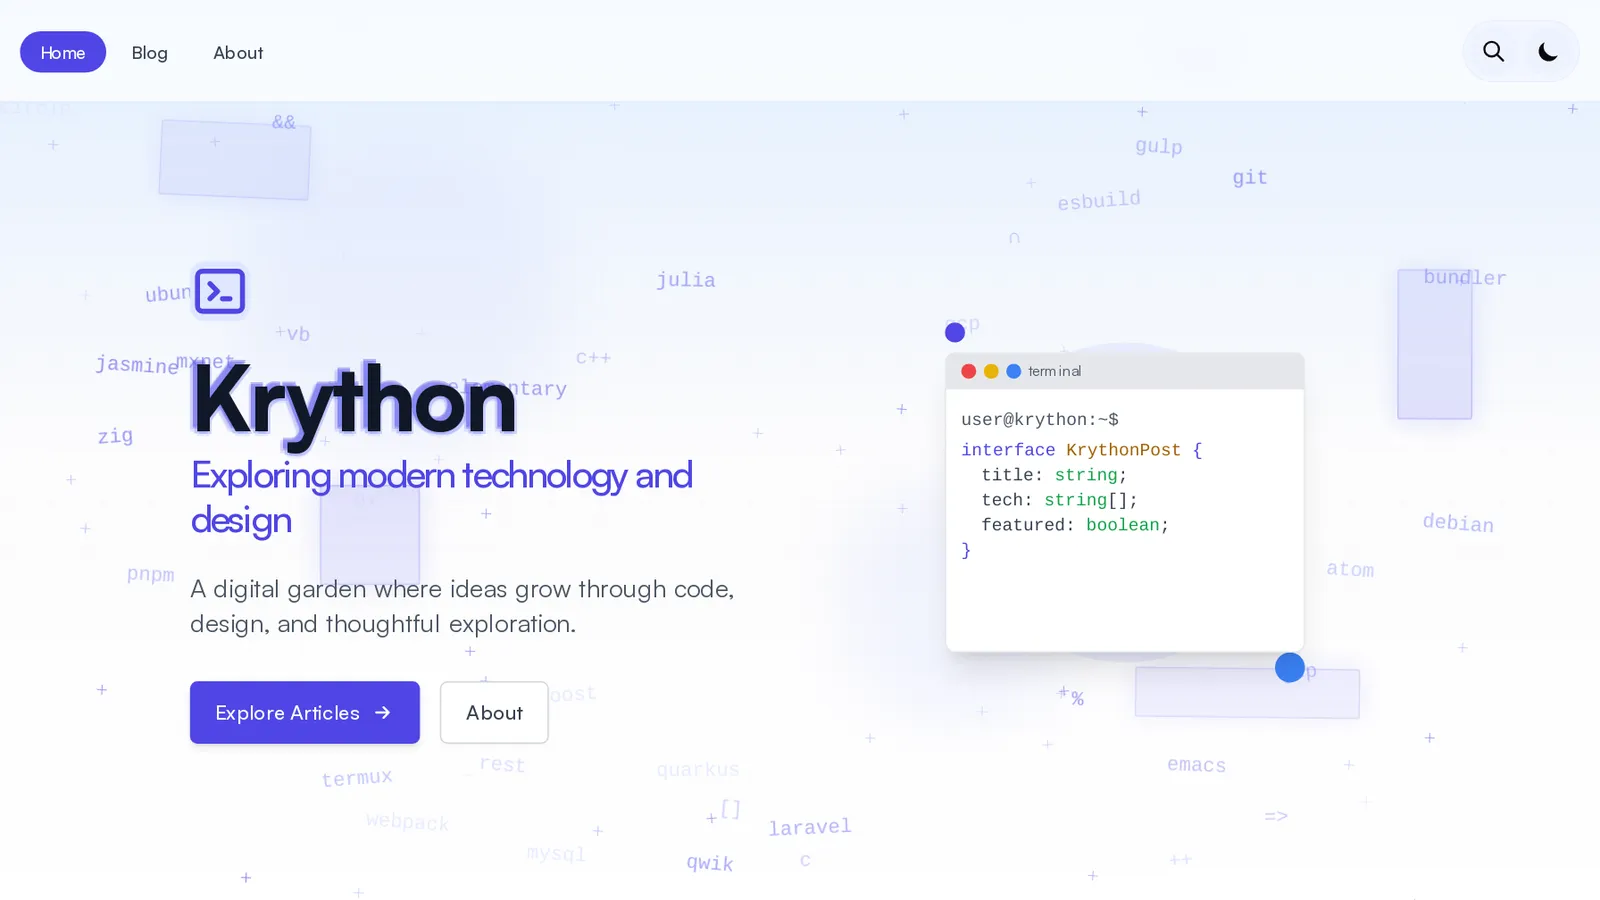 Home
Blog
About
&&
gulp
git
esbuild
∩
julia
bundler
ubun
vb
c++
jasmine
mxnet
Krython
zig
Exploring modern technology and
design
pnpm
A digital garden where ideas grow through code,
design, and thoughtful exploration.
Explore Articles →
About
terminal
user@krython:~$
interface KrythonPost {
title: string;
tech: string[];
featured: boolean;
}
debian
atom
%
termux
rest
quarkus
emacs
[]
=>
webpack
laravel
mysql
qwik
c
++